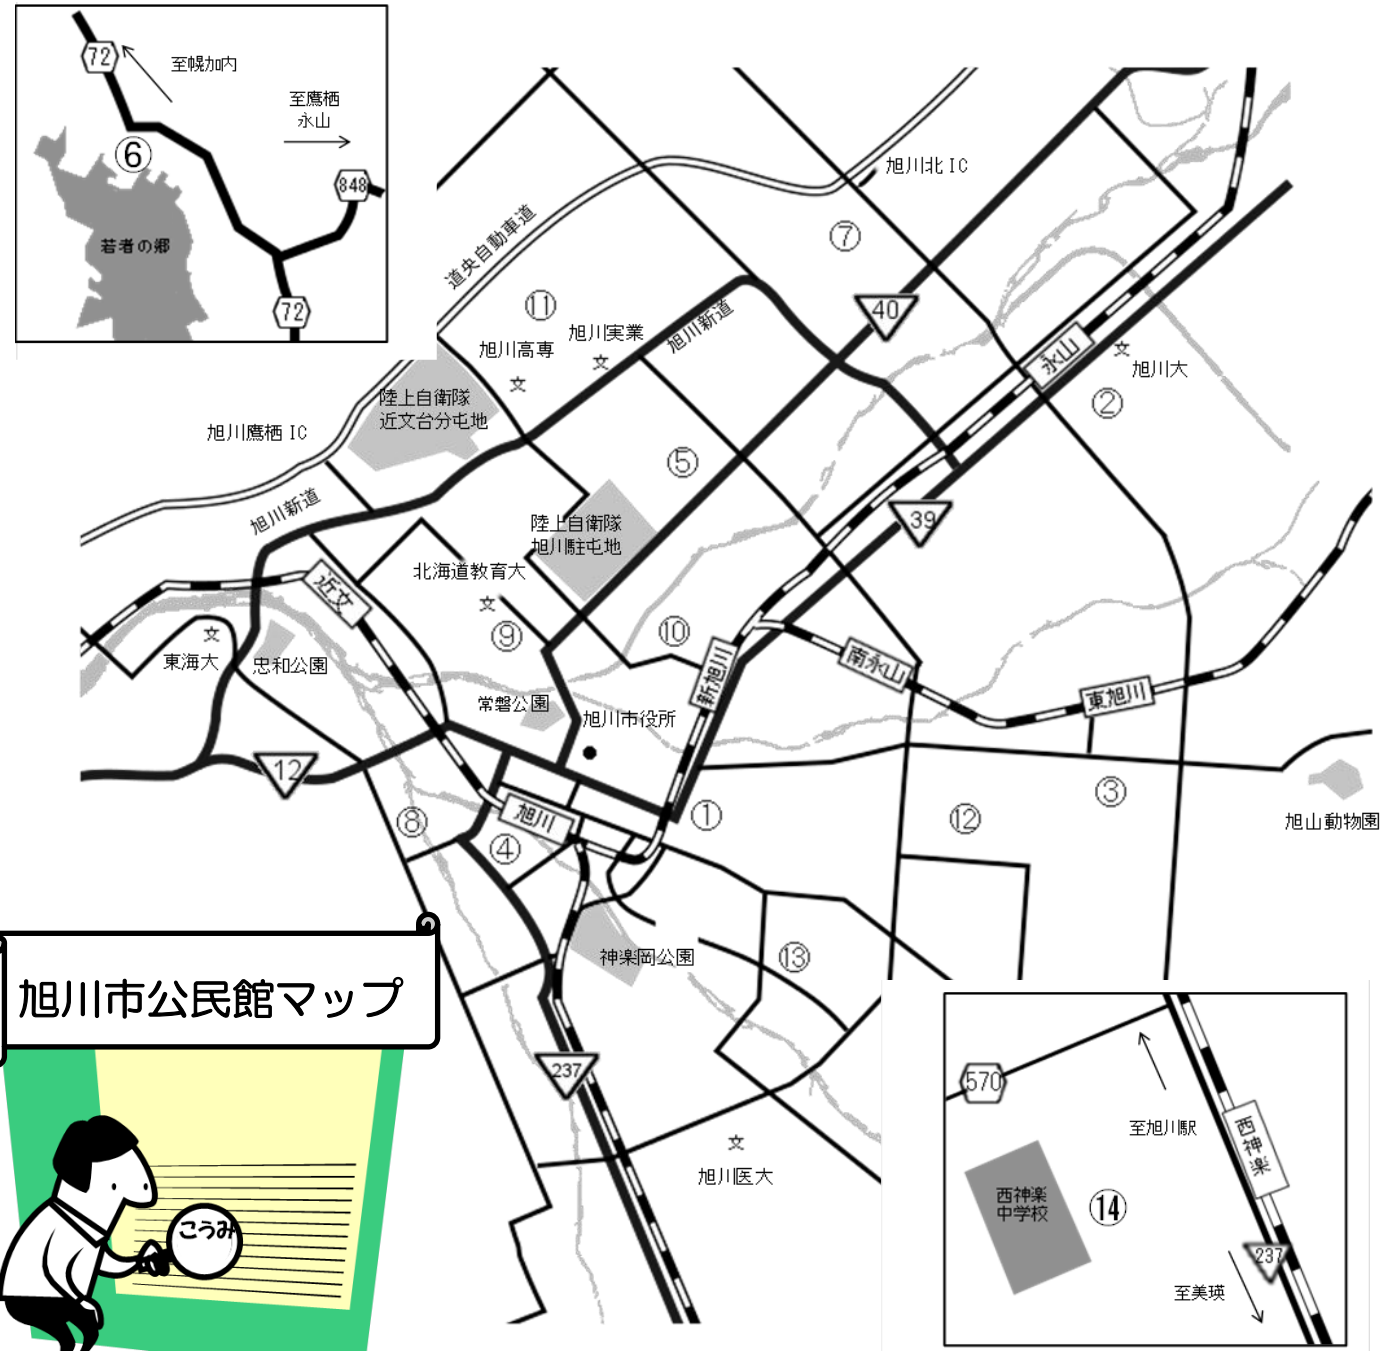 72
至幌加内
至鷹栖
永山
⑥
848
若者の郷
72
旭川北IC
道央自動車道
⑦
⑪
旭川実業
旭川新道
40
旭川高専
文
文
永山
文
旭川大
陸上自衛隊
近文台分屯地
②
旭川鷹栖IC
⑤
旭川新道
陸上自衛隊
旭川駐屯地
39
北海道教育大
文
近文
⑨
⑩
文
東海大
忠和公園
新旭川
南永山
東旭川
常磐公園
旭川市役所
12
⑧
④
旭川
①
⑫
③
旭山動物園
神楽岡公園
⑬
旭川市公民館マップ
237
文
旭川医大
こうみ
570
至旭川駅
西神楽
西神楽
中学校
⑭
237
至美瑛